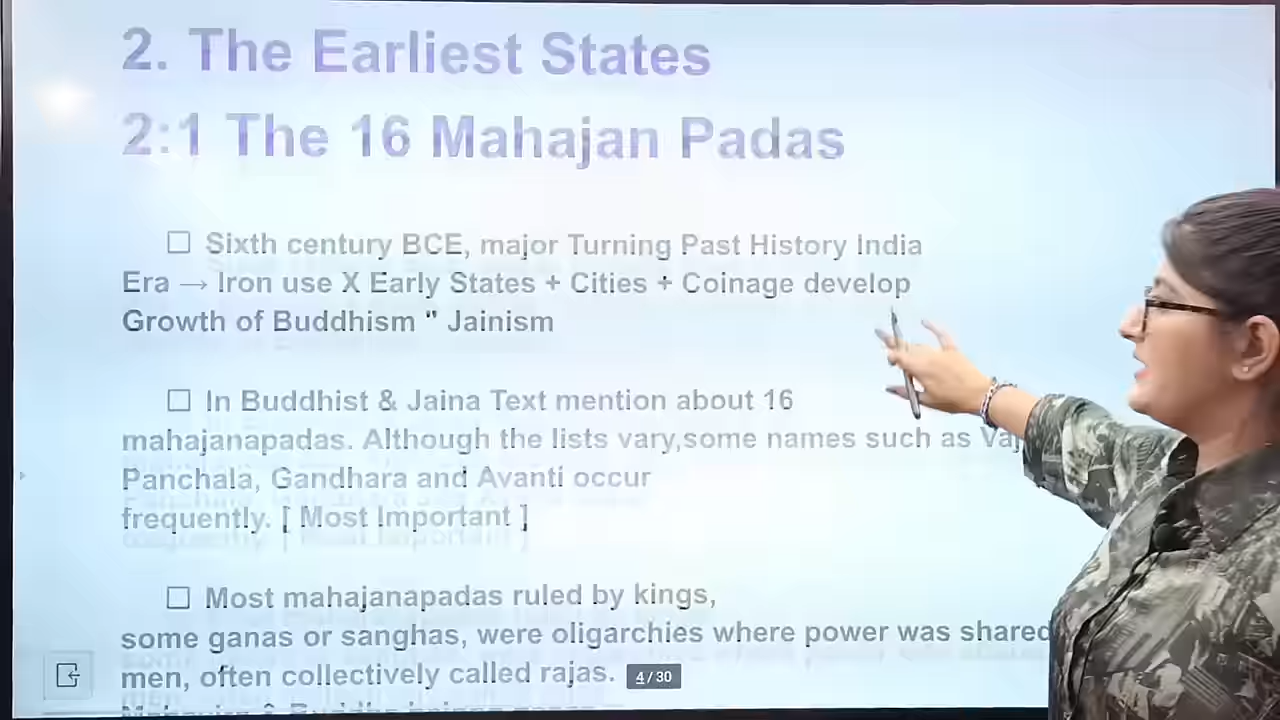 2. The Earliest States
2:1 The 16 Mahajan Padas
☐ Sixth century BCE, major Turning Past History India
Era → Iron use X Early States + Cities + Coinage develop
Growth of Buddhism " Jainism
☐ In Buddhist & Jaina Text mention about 16
mahajanapadas. Although the lists vary,some names such as
Panchala, Gandhara and Avanti occur
frequently. [ Most Important ]
☐ Most mahajanapadas ruled by kings,
some ganas or sanghas, were oligarchies where power was shared
men, often collectively called rajas.
4/30